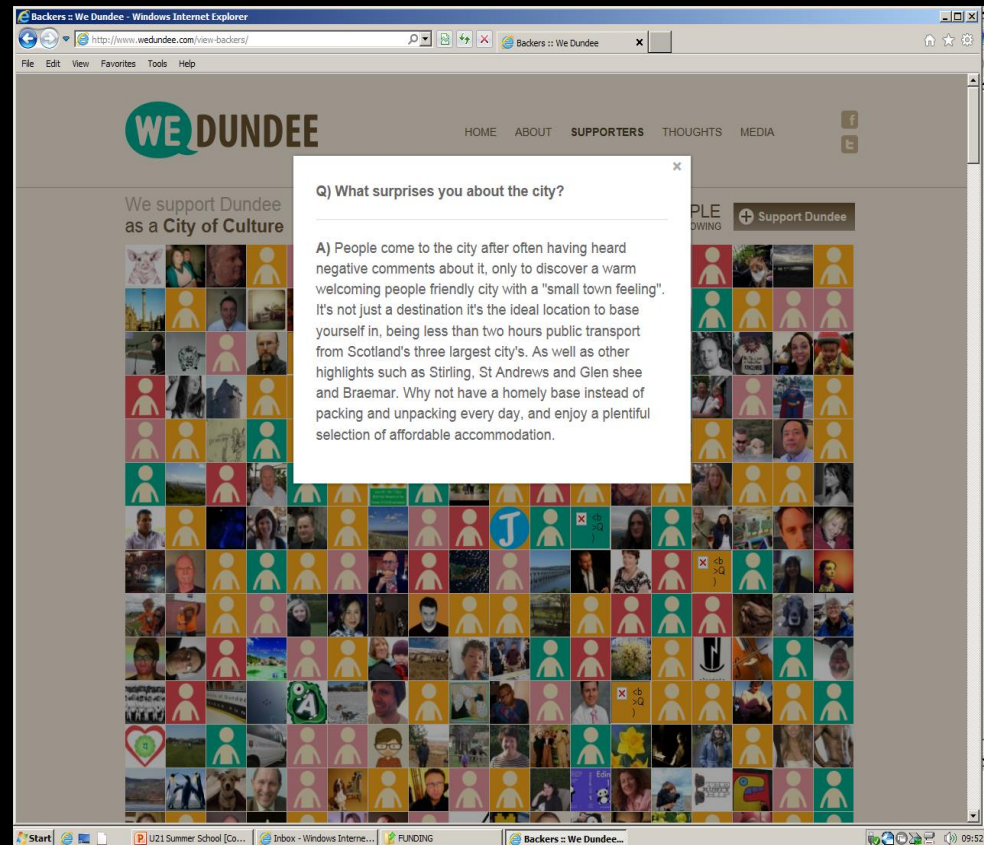 Backers :: We Dundee - Windows Internet Explorer
http://www.wedundee.com/view-backers/
Backers :: We Dundee
File Edit View Favorites Tools Help
WE DUNDEE
HOME ABOUT SUPPORTERS THOUGHTS MEDIA
We support Dundee
as a City of Culture
Support Dundee
Q) What surprises you about the city?
A) People come to the city after often having heard
negative comments about it, only to discover a warm
welcoming people friendly city with a "small town feeling".
It's not just a destination it's the ideal location to base
yourself in, being less than two hours public transport
from Scotland's three largest city's. As well as other
highlights such as Stirling, St Andrews and Glen shee
and Braemar. Why not have a homely base instead of
packing and unpacking every day, and enjoy a plentiful
selection of affordable accommodation.
Start
U21 Summer School [Co...
Inbox - Windows Interne...
FUNDING
Backers :: We Dundee...
09:52